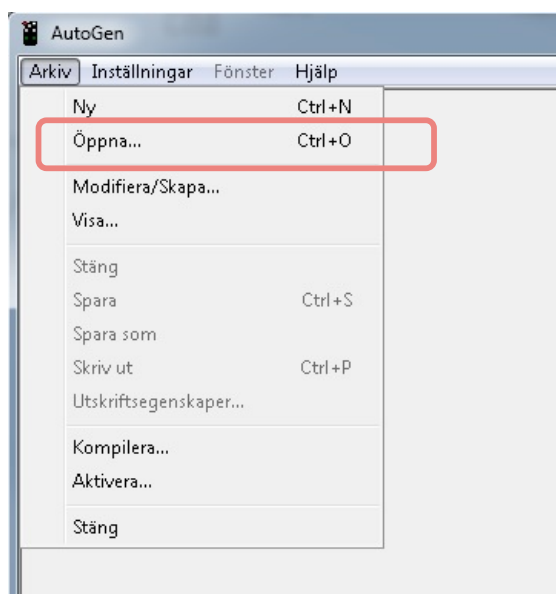 AutoGen
Arkiv Inställningar Fönster Hjälp
Ny Ctrl+N
Öppna... Ctrl+O
Modifiera/Skapa...
Visa...
Stäng
Spara Ctrl+S
Spara som
Skriv ut Ctrl+P
Utskriftsegenskaper...
Kompilera...
Aktivera...
Stäng